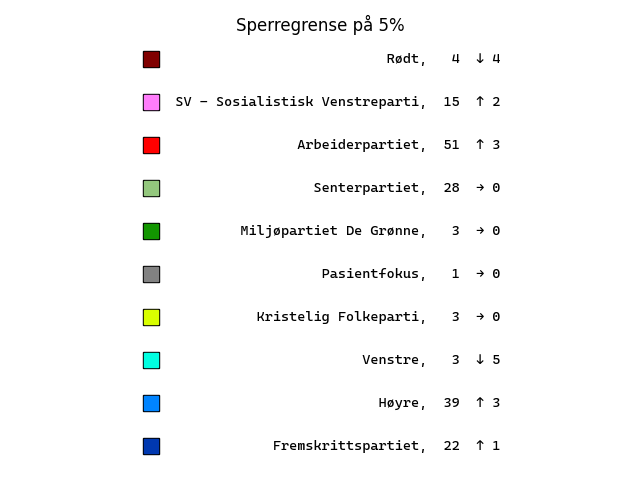 Sperregrense på 5%
Rødt, 4 ↓ 4
SV – Sosialistisk Venstreparti, 15 ↑ 2
Arbeiderpartiet, 51 ↑ 3
Senterpartiet, 28 → 0
Miljøpartiet De Grønne, 3 → 0
Pasientfokus, 1 → 0
Kristelig Folkeparti, 3 → 0
Venstre, 3 ↓ 5
Høyre, 39 ↑ 3
Fremskrittspartiet, 22 ↑ 1